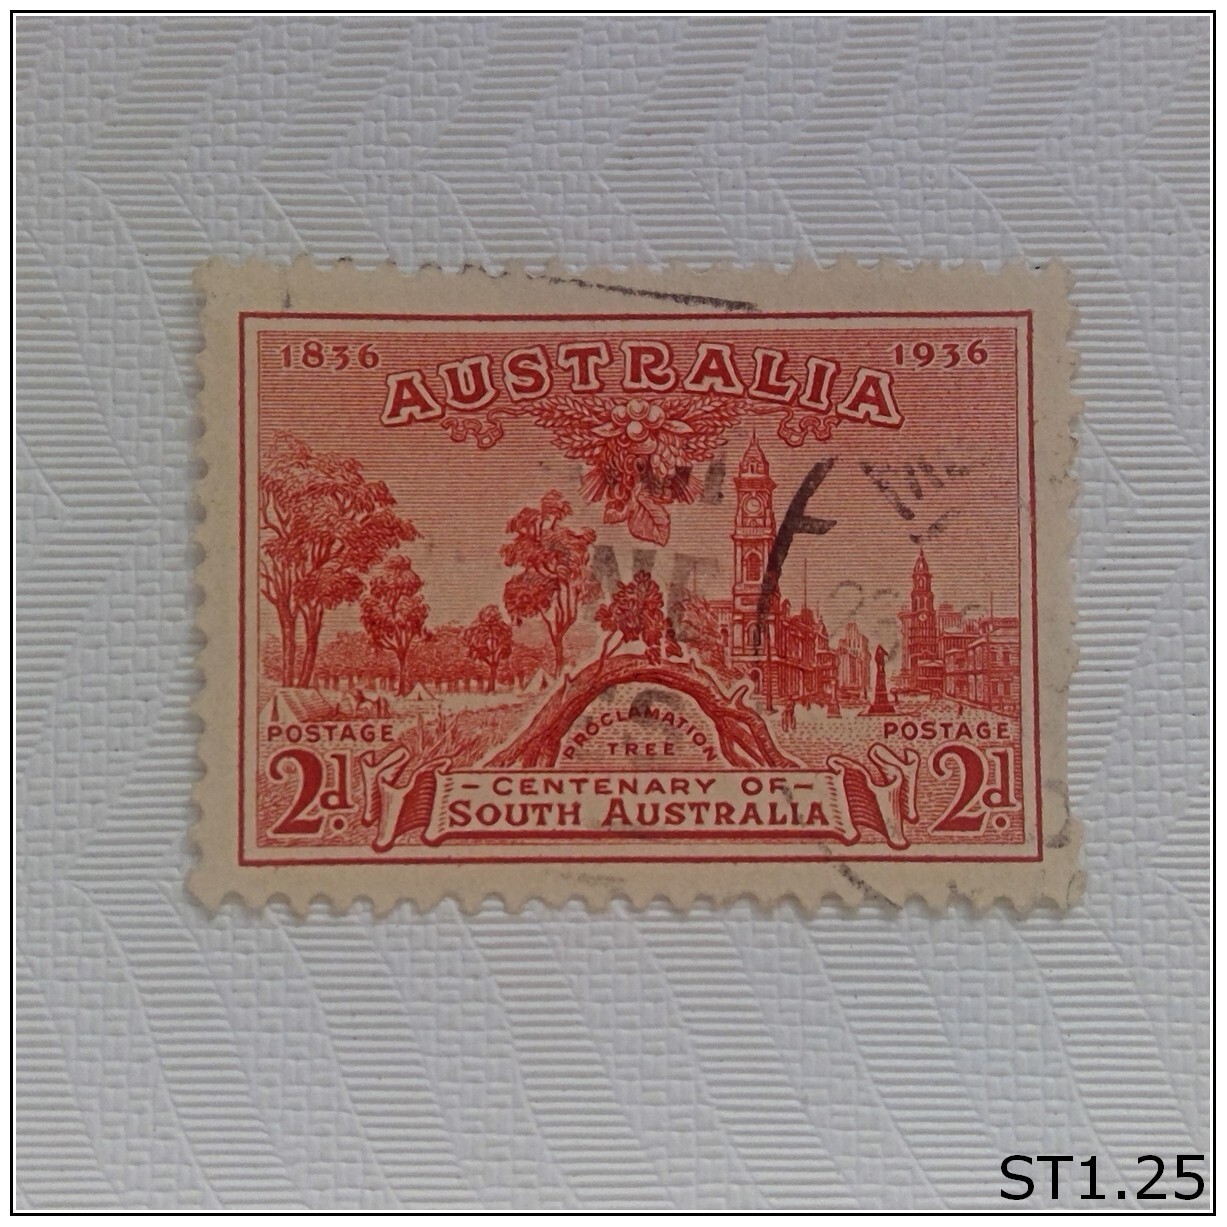 1836 AUSTRALIA 1936
PROCLAMATION
TREE
POSTAGE POSTAGE
2d. 2d.
- CENTENARY OF -
SOUTH AUSTRALIA
ST1.25